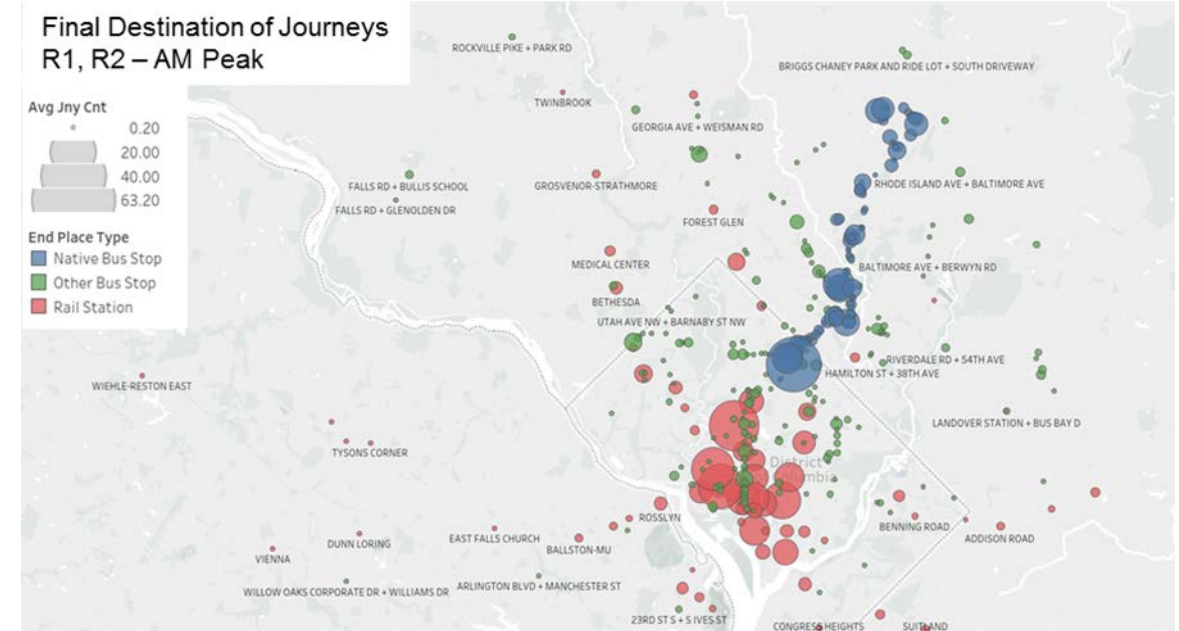 Final Destination of Journeys
R1, R2 – AM Peak
Avg Jny Cnt
0.20
20.00
40.00
63.20
End Place Type
Native Bus Stop
Other Bus Stop
Rail Station
ROCKVILLE PIKE + PARK RD
BRIGGS CHANEY PARK AND RIDE LOT + SOUTH DRIVEWAY
TWINBROOK
GEORGIA AVE + WEISMAN RD
FALLS RD + BULLIS SCHOOL
GROSVENOR-STRATHMORE
RHODE ISLAND AVE + BALTIMORE AVE
FALLS RD + GLENOLDEN DR
FOREST GLEN
MEDICAL CENTER
BALTIMORE AVE + BERWYN RD
BETHESDA
UTAH AVE NW + BARNABY ST NW
RIVERDALE RD + 54TH AVE
HAMILTON ST + 38TH AVE
WIEHLE-RESTON EAST
LANDOVER STATION + BUS BAY D
TYSONS CORNER
District
ROSSLYN
BENNING ROAD
ADDISON ROAD
EAST FALLS CHURCH
DUNN LORING
BALLSTON-MU
VIENNA
WILLOW OAKS CORPORATE DR + WILLIAMS DR
ARLINGTON BLVD + MANCHESTER ST
23RD ST S + S IVES ST
CONGRESS HEIGHTS
SUITLAND